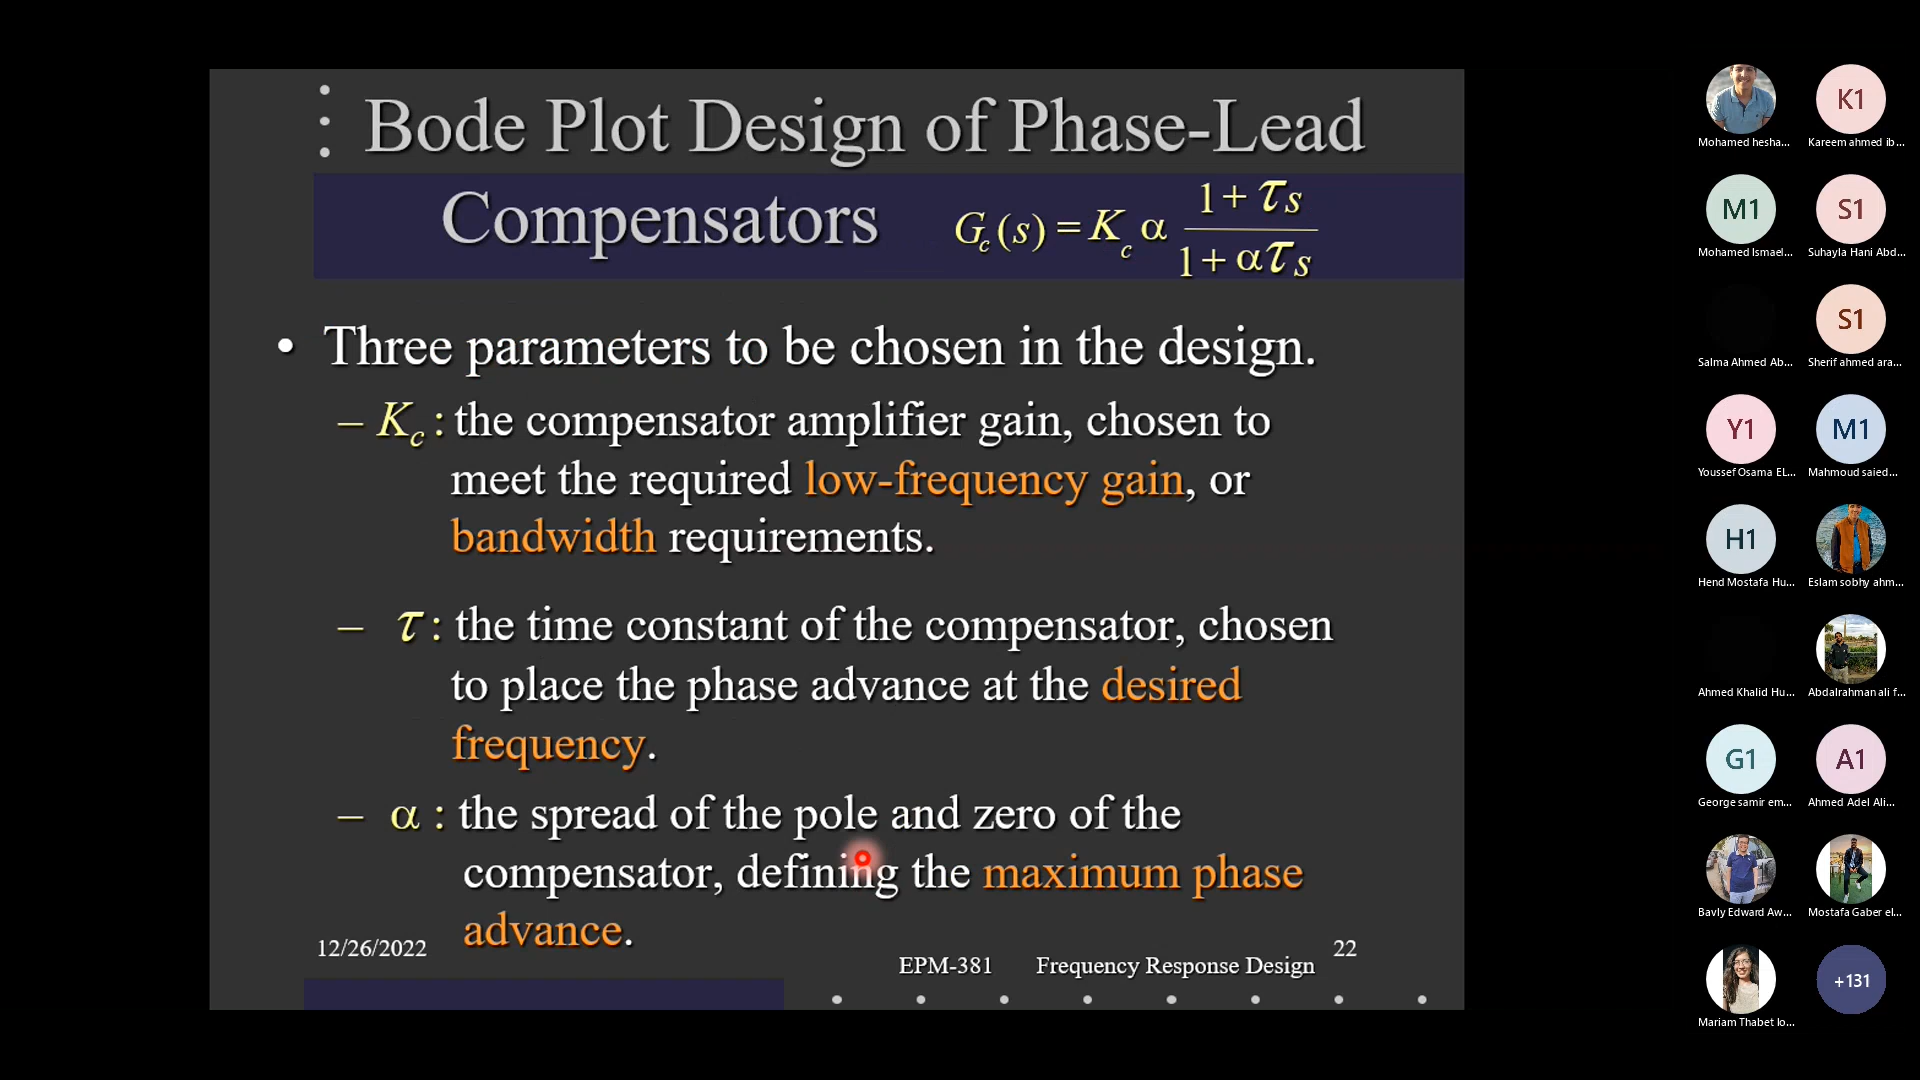 Bode Plot Design of Phase-Lead
Compensators G_c(s) = K_c α (1 + τs) / (1 + ατs)
• Three parameters to be chosen in the design.
– K_c : the compensator amplifier gain, chosen to
meet the required low-frequency gain, or
bandwidth requirements.
– τ : the time constant of the compensator, chosen
to place the phase advance at the desired
frequency.
– α : the spread of the pole and zero of the
compensator, defining the maximum phase
advance.
12/26/2022
EPM-381 Frequency Response Design
22
Mohamed hesha...
K1
Kareem ahmed ib...
M1
Mohamed Ismael...
S1
Suhayla Hani Abd...
Salma Ahmed Ab...
S1
Sherif ahmed ara...
Y1
Youssef Osama EL...
M1
Mahmoud saied...
H1
Hend Mostafa Hu...
Eslam sobhy ahm...
Ahmed Khalid Hu...
Abdalrahman ali f...
G1
George samir em...
A1
Ahmed Adel Ali...
Bavly Edward Aw...
Mostafa Gaber el...
Mariam Thabet lo...
+131